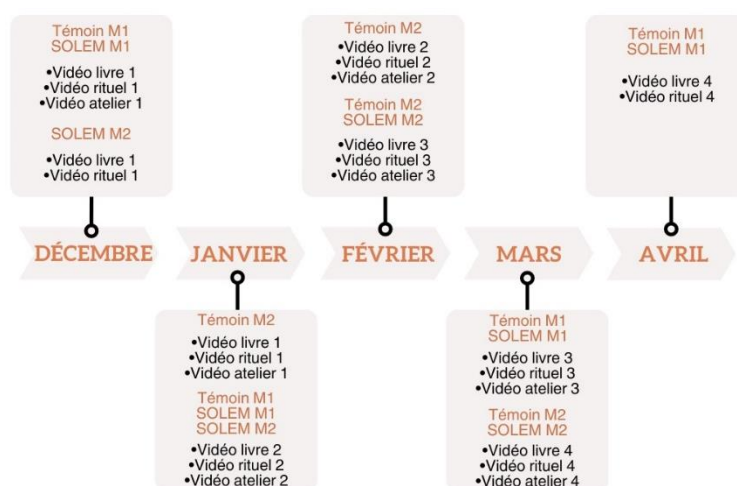 Témoin M1
SOLEM M1
•Vidéo livre 1
•Vidéo rituel 1
•Vidéo atelier 1
SOLEM M2
•Vidéo livre 1
•Vidéo rituel 1
Témoin M2
•Vidéo livre 2
•Vidéo rituel 2
•Vidéo atelier 2
Témoin M2
SOLEM M2
•Vidéo livre 3
•Vidéo rituel 3
•Vidéo atelier 3
Témoin M1
SOLEM M1
•Vidéo livre 4
•Vidéo rituel 4
DÉCEMBRE
JANVIER
FÉVRIER
MARS
AVRIL
Témoin M2
•Vidéo livre 1
•Vidéo rituel 1
•Vidéo atelier 1
Témoin M1
SOLEM M1
SOLEM M2
•Vidéo livre 2
•Vidéo rituel 2
•Vidéo atelier 2
Témoin M1
SOLEM M1
•Vidéo livre 3
•Vidéo rituel 3
•Vidéo atelier 3
Témoin M2
SOLEM M2
•Vidéo livre 4
•Vidéo rituel 4
•Vidéo atelier 4